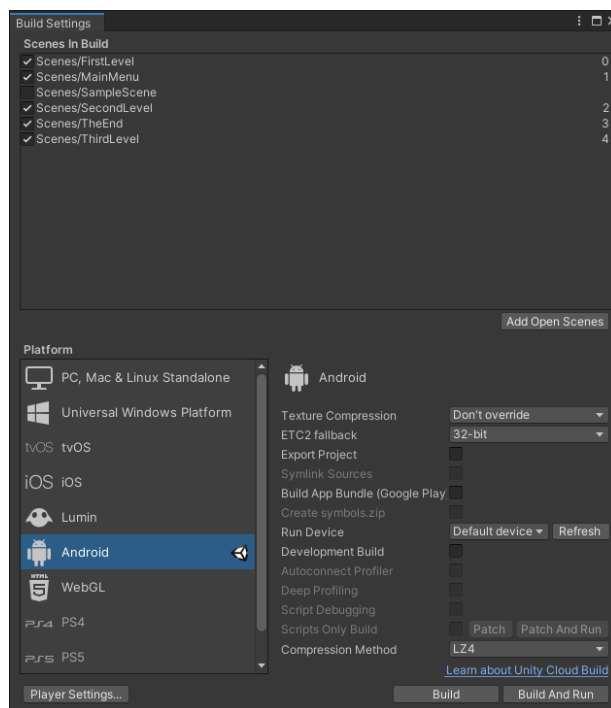 Build Settings
Scenes In Build
Scenes/FirstLevel 0
Scenes/MainMenu 1
Scenes/SampleScene
Scenes/SecondLevel 2
Scenes/TheEnd 3
Scenes/ThirdLevel 4
Add Open Scenes
Platform
PC, Mac & Linux Standalone
Universal Windows Platform
tvOS tvOS
iOS iOS
Lumin
Android
HTML 5 WebGL
PS4 PS4
PS5 PS5
Android
Texture Compression Don't override
ETC2 fallback 32-bit
Export Project
Symlink Sources
Build App Bundle (Google Play)
Create symbols.zip
Run Device Default device Refresh
Development Build
Autoconnect Profiler
Deep Profiling
Script Debugging
Scripts Only Build Patch Patch And Run
Compression Method LZ4
Learn about Unity Cloud Build
Player Settings... Build Build And Run